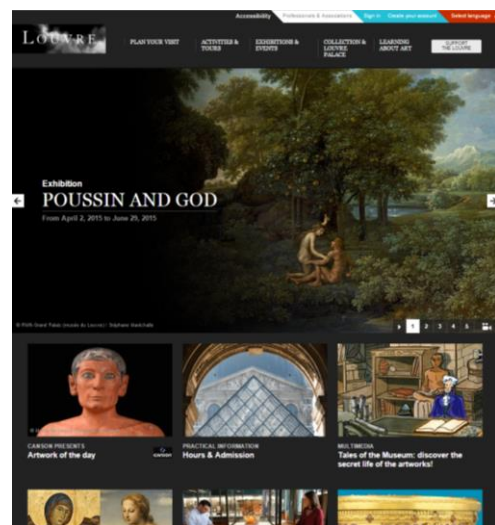 Accessibility Professionals & Associations Sign in Create your account Select language
LOUVRE
PLAN YOUR VISIT
ACTIVITIES &
TOURS
EXHIBITIONS &
EVENTS
COLLECTION &
LOUVRE
PALACE
LEARNING
ABOUT ART
SUPPORT
THE LOUVRE
Exhibition
POUSSIN AND GOD
From April 2, 2015 to June 29, 2015
1 2 3 4 5
CANSON PRESENTS
Artwork of the day
CANSON
PRACTICAL INFORMATION
Hours & Admission
MULTIMEDIA
Tales of the Museum: discover the
secret life of the artworks!